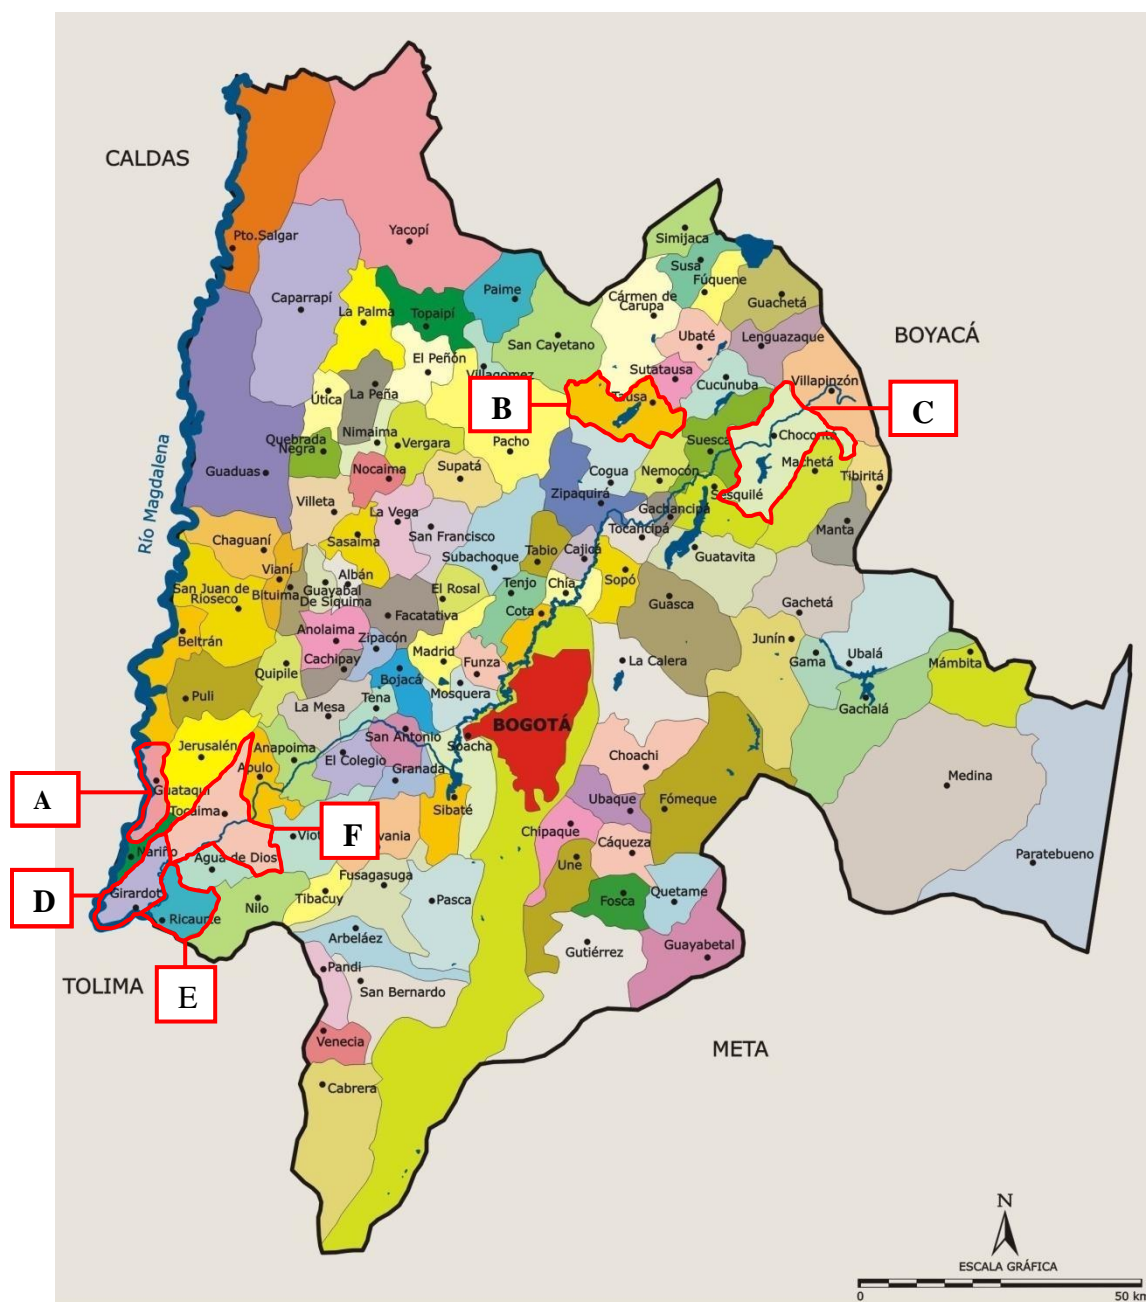 CALDAS
Pto.Salgar
Yacopí
Simijaca
Susa
Fúquene
Guachetá
Paime
Cármen de
Carupa
Caparrapí
La Palma
Topaipí
San Cayetano
Ubaté
Lenguazaque
BOYACÁ
El Peñón
Villagomez
Sutatausa
Cucunuba
Villapinzón
Útica
La Peña
B
Tausa
C
Quebrada
Negra
Nimaima
Vergara
Pacho
Suesca
Chocontá
Machetá
Tibiritá
Guaduas
Nocaima
Supatá
Cogua
Nemocón
Sesquilé
Río Magdalena
Villeta
La Vega
San Francisco
Zipaquirá
Gachancipá
Tocancipá
Manta
Chaguaní
Sasaima
Subachoque
Tabio
Cajicá
Guatavita
Vianí
Bituima
Albán
Guayabal
De Siquima
El Rosal
Tenjo
Chía
Sopó
San Juan de
Rioseco
Facatativa
Cota
Guasca
Gachetá
Beltrán
Anolaima
Zipacón
Madrid
Funza
Junín
Gama
Ubalá
Mámbita
Quipile
Cachipay
Bojacá
Mosquera
La Calera
Puli
La Mesa
Tena
BOGOTÁ
Gachalá
Jerusalén
Anapoima
San Antonio
Soacha
El Colegio
Granada
Choachi
Medina
A
Guataqui
Apulo
Sibaté
Ubaque
Fómeque
Tocaima
F
Viot
vania
Chipaque
Cáqueza
Nariño
Agua de Dios
Une
Paratebueno
D
Girardot
Ricaurte
Nilo
Tibacuy
Fusagasuga
Pasca
Fosca
Quetame
E
Arbeláez
Gutiérrez
Guayabetal
TOLIMA
Pandi
San Bernardo
Venecia
META
Cabrera
N
ESCALA GRÁFICA
0
50 km